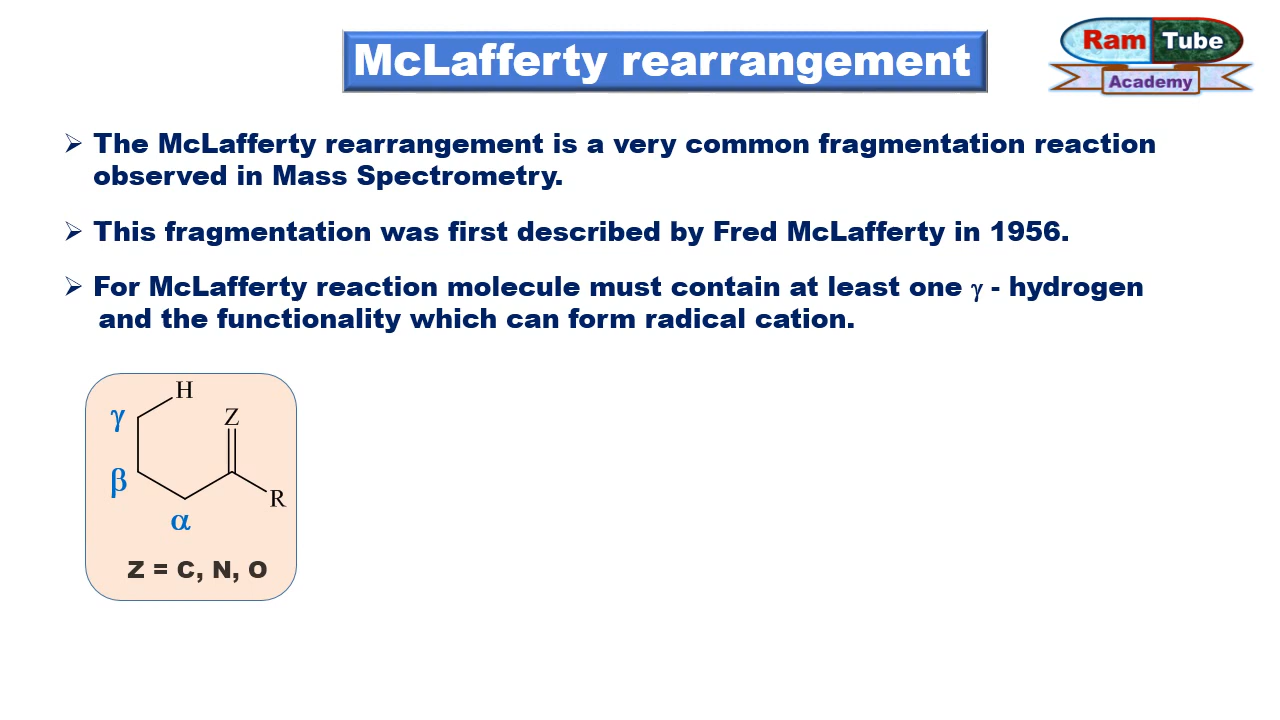 McLafferty rearrangement
Ram Tube
Academy
➢ The McLafferty rearrangement is a very common fragmentation reaction
observed in Mass Spectrometry.
➢ This fragmentation was first described by Fred McLafferty in 1956.
➢ For McLafferty reaction molecule must contain at least one γ - hydrogen
and the functionality which can form radical cation.
H
γ
Z
β
R
α
Z = C, N, O